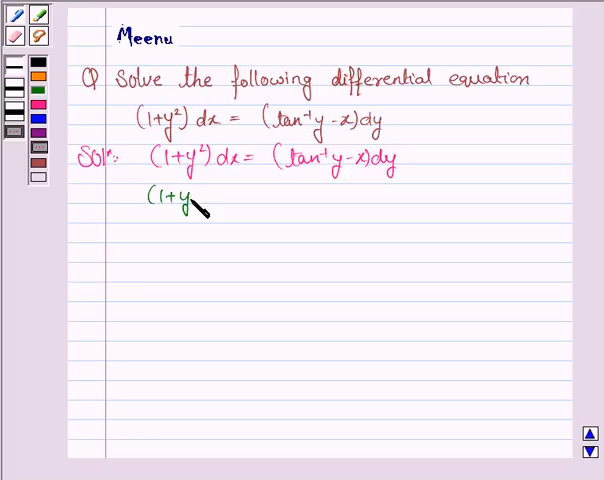 Meenu
Q Solve the following differential equation
(1+y²) dx = (tan⁻¹y - x)dy
Solⁿ: (1+y²) dx = (tan⁻¹y - x)dy
(1+y